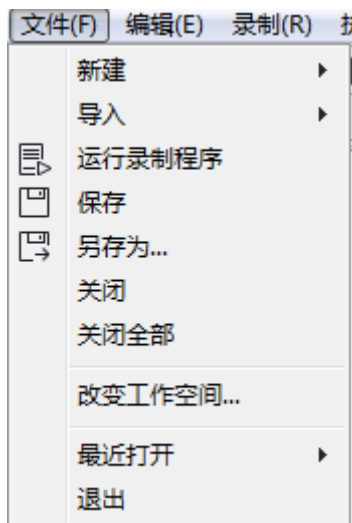 文件(F) 编辑(E) 录制(R)
新建
导入
运行录制程序
保存
另存为...
关闭
关闭全部
改变工作空间...
最近打开
退出